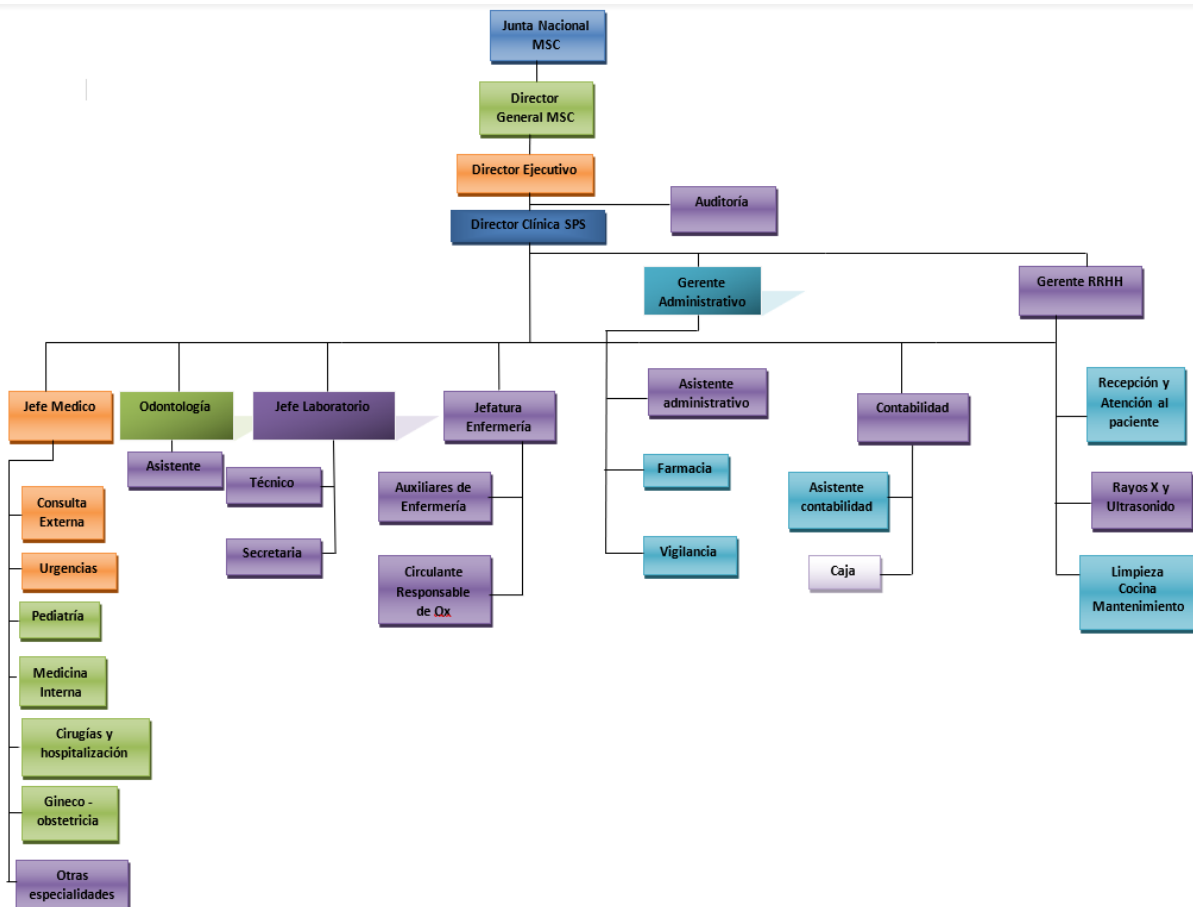 Junta Nacional
MSC
Director
General MSC
Director Ejecutivo
Auditoría
Director Clínica SPS
Gerente
Administrativo
Gerente RRHH
Jefe Medico
Odontología
Jefe Laboratorio
Jefatura
Enfermería
Asistente
administrativo
Contabilidad
Recepción y
Atención al
paciente
Asistente
Técnico
Auxiliares de
Enfermería
Farmacia
Asistente
contabilidad
Rayos X y
Ultrasonido
Consulta
Externa
Secretaria
Circulante
Responsable
de Qx
Vigilancia
Caja
Limpieza
Cocina
Mantenimiento
Urgencias
Pediatría
Medicina
Interna
Cirugías y
hospitalización
Gineco -
obstetricia
Otras
especialidades